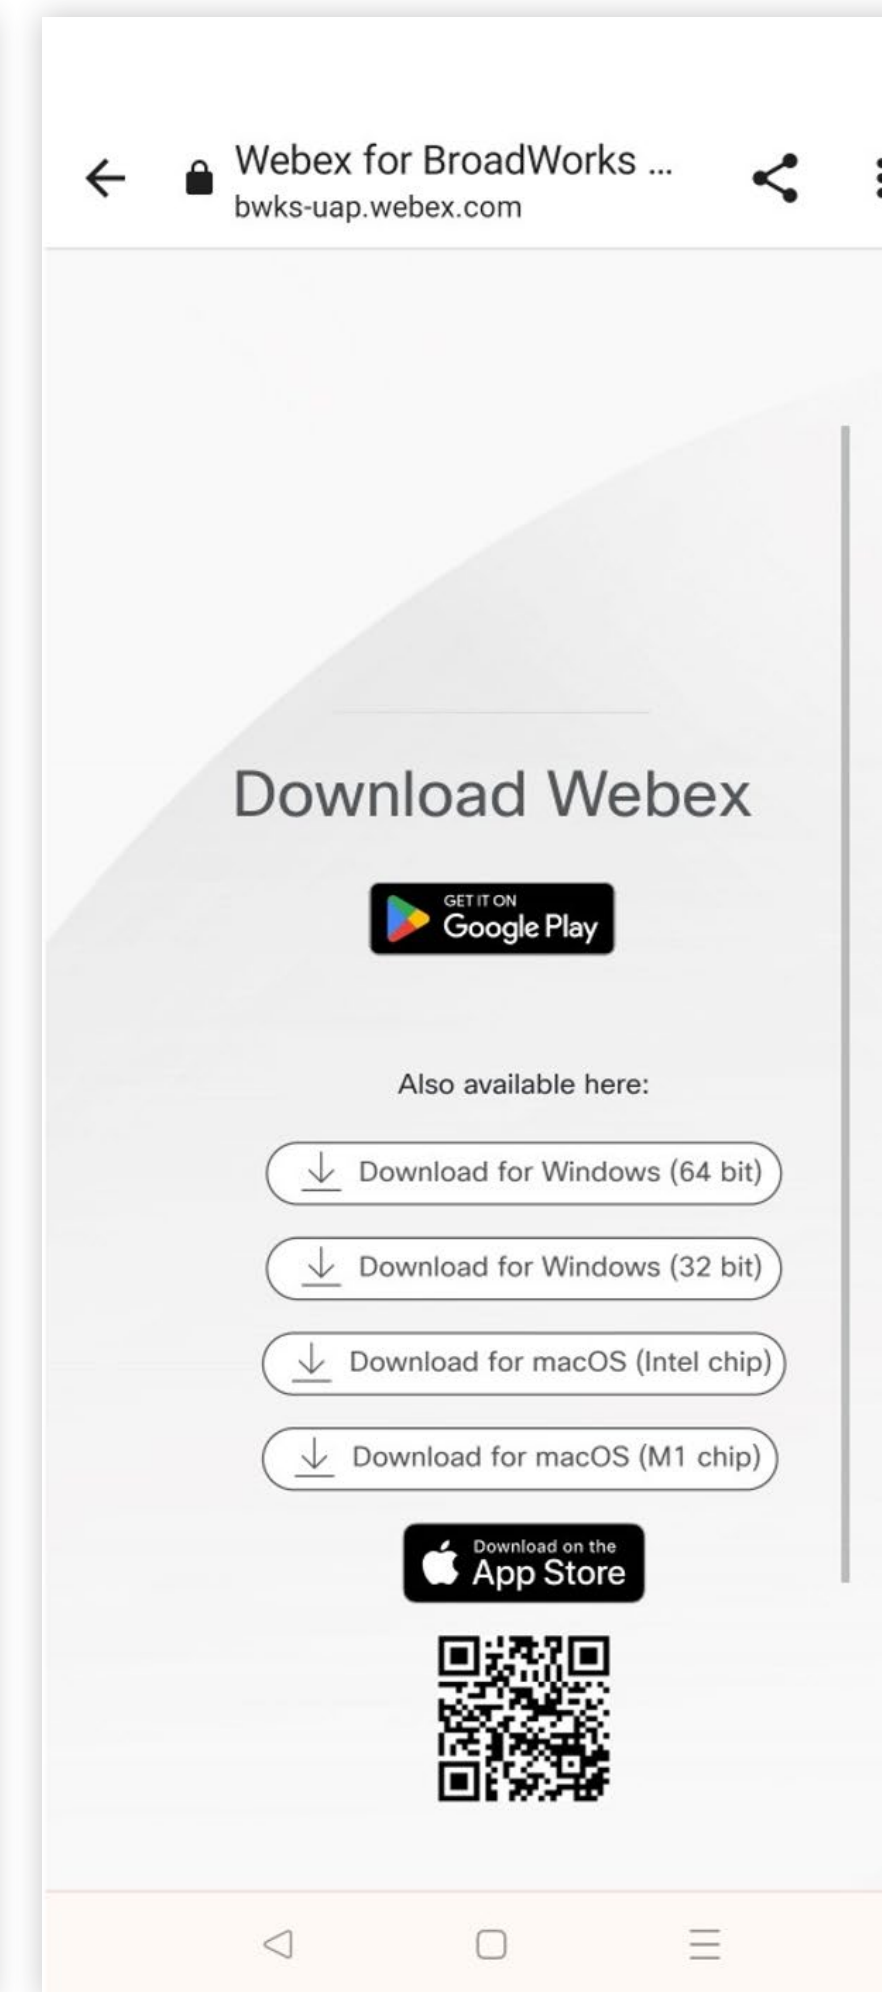 Webex for BroadWorks ...
bwks-uap.webex.com
Download Webex
GET IT ON
Google Play
Also available here:
Download for Windows (64 bit)
Download for Windows (32 bit)
Download for macOS (Intel chip)
Download for macOS (M1 chip)
Download on the
App Store